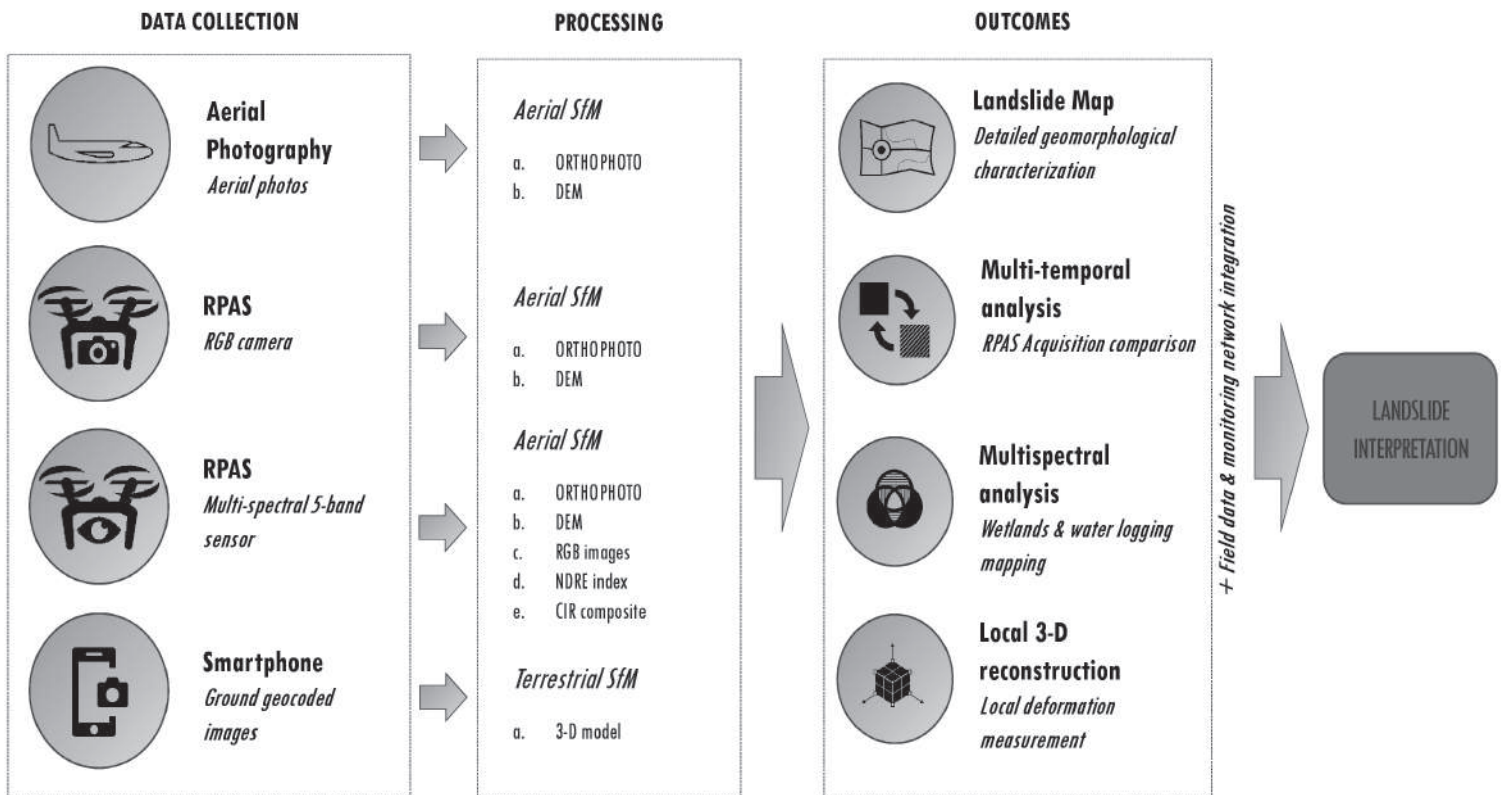 DATA COLLECTION
Aerial
Photography
Aerial photos
RPAS
RGB camera
RPAS
Multi-spectral 5-band
sensor
Smartphone
Ground geocoded
images
PROCESSING
Aerial SfM
a. ORTHOPHOTO
b. DEM
Aerial SfM
a. ORTHOPHOTO
b. DEM
Aerial SfM
a. ORTHOPHOTO
b. DEM
c. RGB images
d. NDRE index
e. CIR composite
Terrestrial SfM
a. 3-D model
OUTCOMES
Landslide Map
Detailed geomorphological
characterization
Multi-temporal
analysis
RPAS Acquisition comparison
Multispectral
analysis
Wetlands & water logging
mapping
Local 3-D
reconstruction
Local deformation
measurement
+ Field data & monitoring network integration
LANDSLIDE
INTERPRETATION